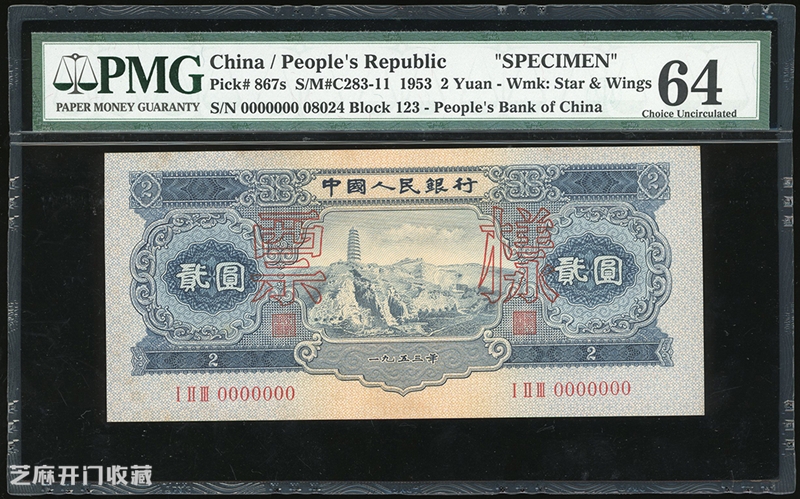 PMG
PAPER MONEY GUARANTY
China / People's Republic "SPECIMEN"
Pick# 867s S/M#C283-11 1953 2 Yuan - Wmk: Star & Wings
S/N 0000000 08024 Block 123 - People's Bank of China
64
Choice Uncirculated
中國人民銀行
2 2
票 樣
貳圓 貳圓
一九五三年
2 2
I II III 0000000 I II III 0000000
芝麻开门收藏